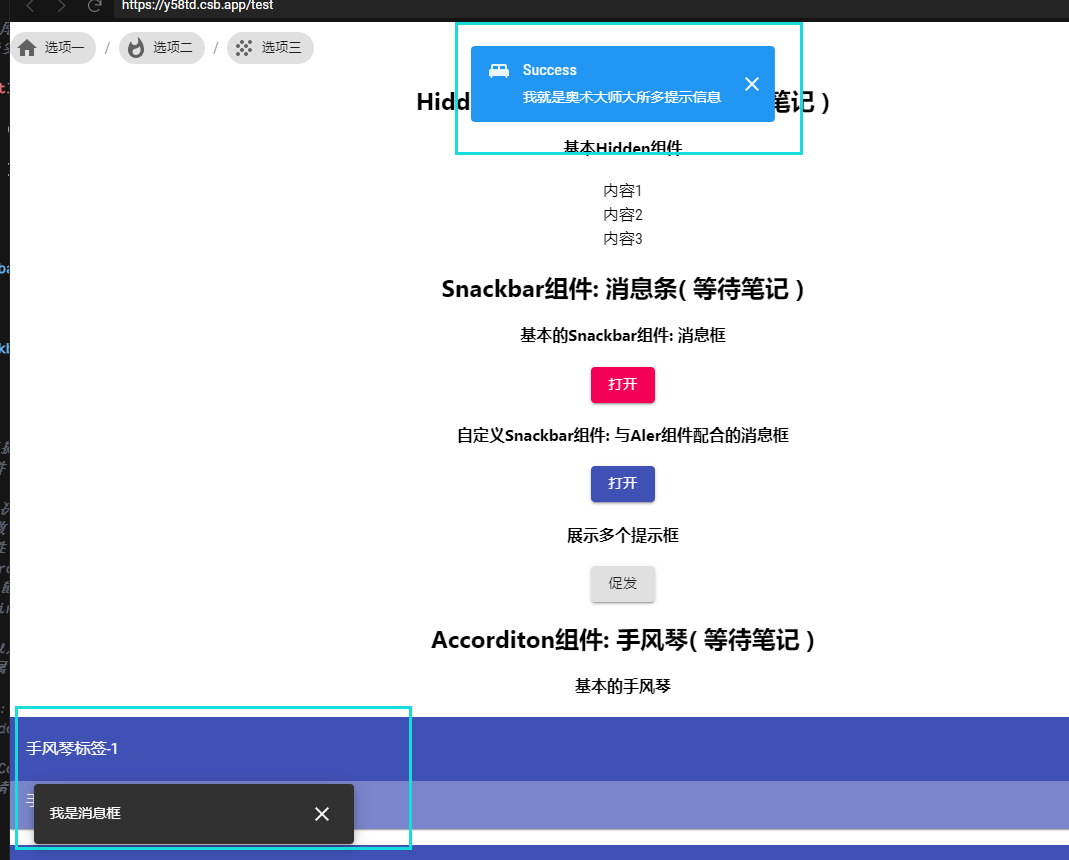 https://y58td.csb.app/test
选项一 / 选项二 / 选项三
Success
我就是奥术大师大所多提示信息
Hidd
笔记 )
基本Hidden组件
内容1
内容2
内容3
Snackbar组件: 消息条( 等待笔记 )
基本的Snackbar组件: 消息框
打开
自定义Snackbar组件: 与Aler组件配合的消息框
打开
展示多个提示框
促发
Accorditon组件: 手风琴( 等待笔记 )
基本的手风琴
手风琴标签-1
手
我是消息框